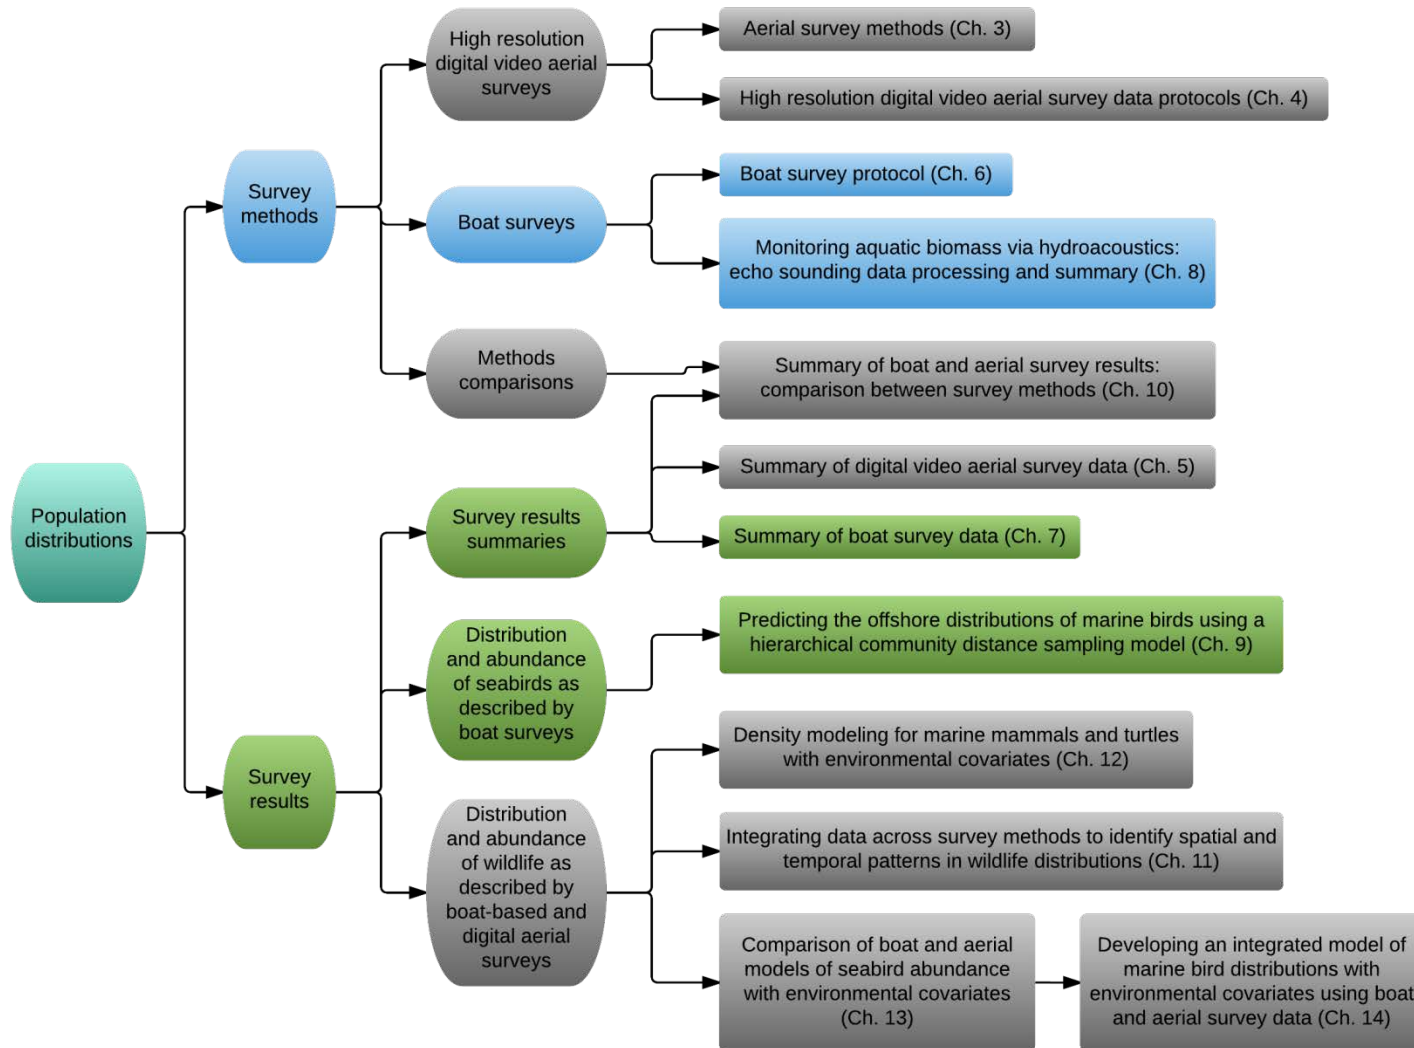 Population
distributions
Survey
methods
High resolution
digital video aerial
surveys
Aerial survey methods (Ch. 3)
High resolution digital video aerial survey data protocols (Ch. 4)
Boat surveys
Boat survey protocol (Ch. 6)
Monitoring aquatic biomass via hydroacoustics:
echo sounding data processing and summary (Ch. 8)
Methods
comparisons
Summary of boat and aerial survey results:
comparison between survey methods (Ch. 10)
Survey
results
Survey results
summaries
Summary of digital video aerial survey data (Ch. 5)
Summary of boat survey data (Ch. 7)
Distribution
and abundance
of seabirds as
described by
boat surveys
Predicting the offshore distributions of marine birds using a
hierarchical community distance sampling model (Ch. 9)
Distribution
and abundance
of wildlife as
described by
boat-based and
digital aerial
surveys
Density modeling for marine mammals and turtles
with environmental covariates (Ch. 12)
Integrating data across survey methods to identify spatial and
temporal patterns in wildlife distributions (Ch. 11)
Comparison of boat and aerial
models of seabird abundance
with environmental covariates
(Ch. 13)
Developing an integrated model of
marine bird distributions with
environmental covariates using boat
and aerial survey data (Ch. 14)